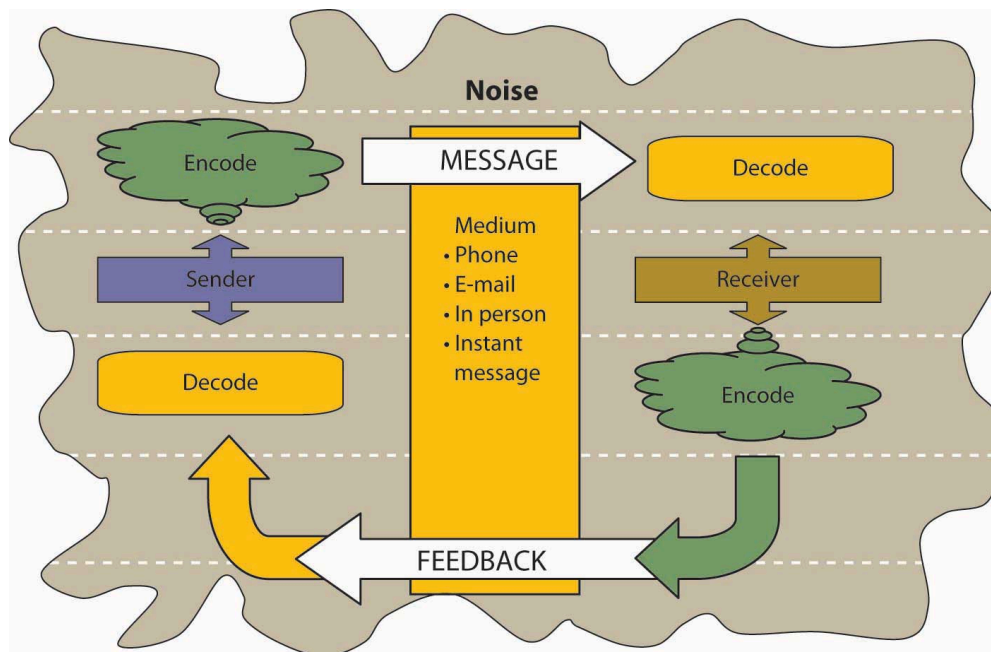 Noise
Encode
MESSAGE
Decode
Medium
• Phone
• E-mail
• In person
• Instant
message
Sender
Receiver
Decode
Encode
FEEDBACK